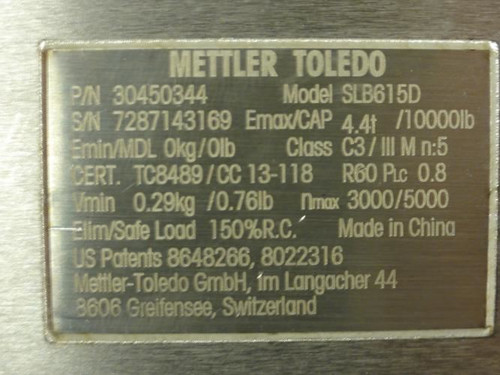 METTLER TOLEDO
P/N 30450344 Model SLB615D
S/N 7287143169 Emax/CAP 4.4t /10000lb
Emin/MDL 0kg/0lb Class C3 / III M n:5
CERT. TC8489 / CC 13-118 R60 PLC 0.8
Vmin 0.29kg /0.76lb nmax 3000/5000
Elim/Safe Load 150%R.C. Made in China
US Patents 8648266, 8022316
Mettler-Toledo GmbH, im Langacher 44
8606 Greifensee, Switzerland